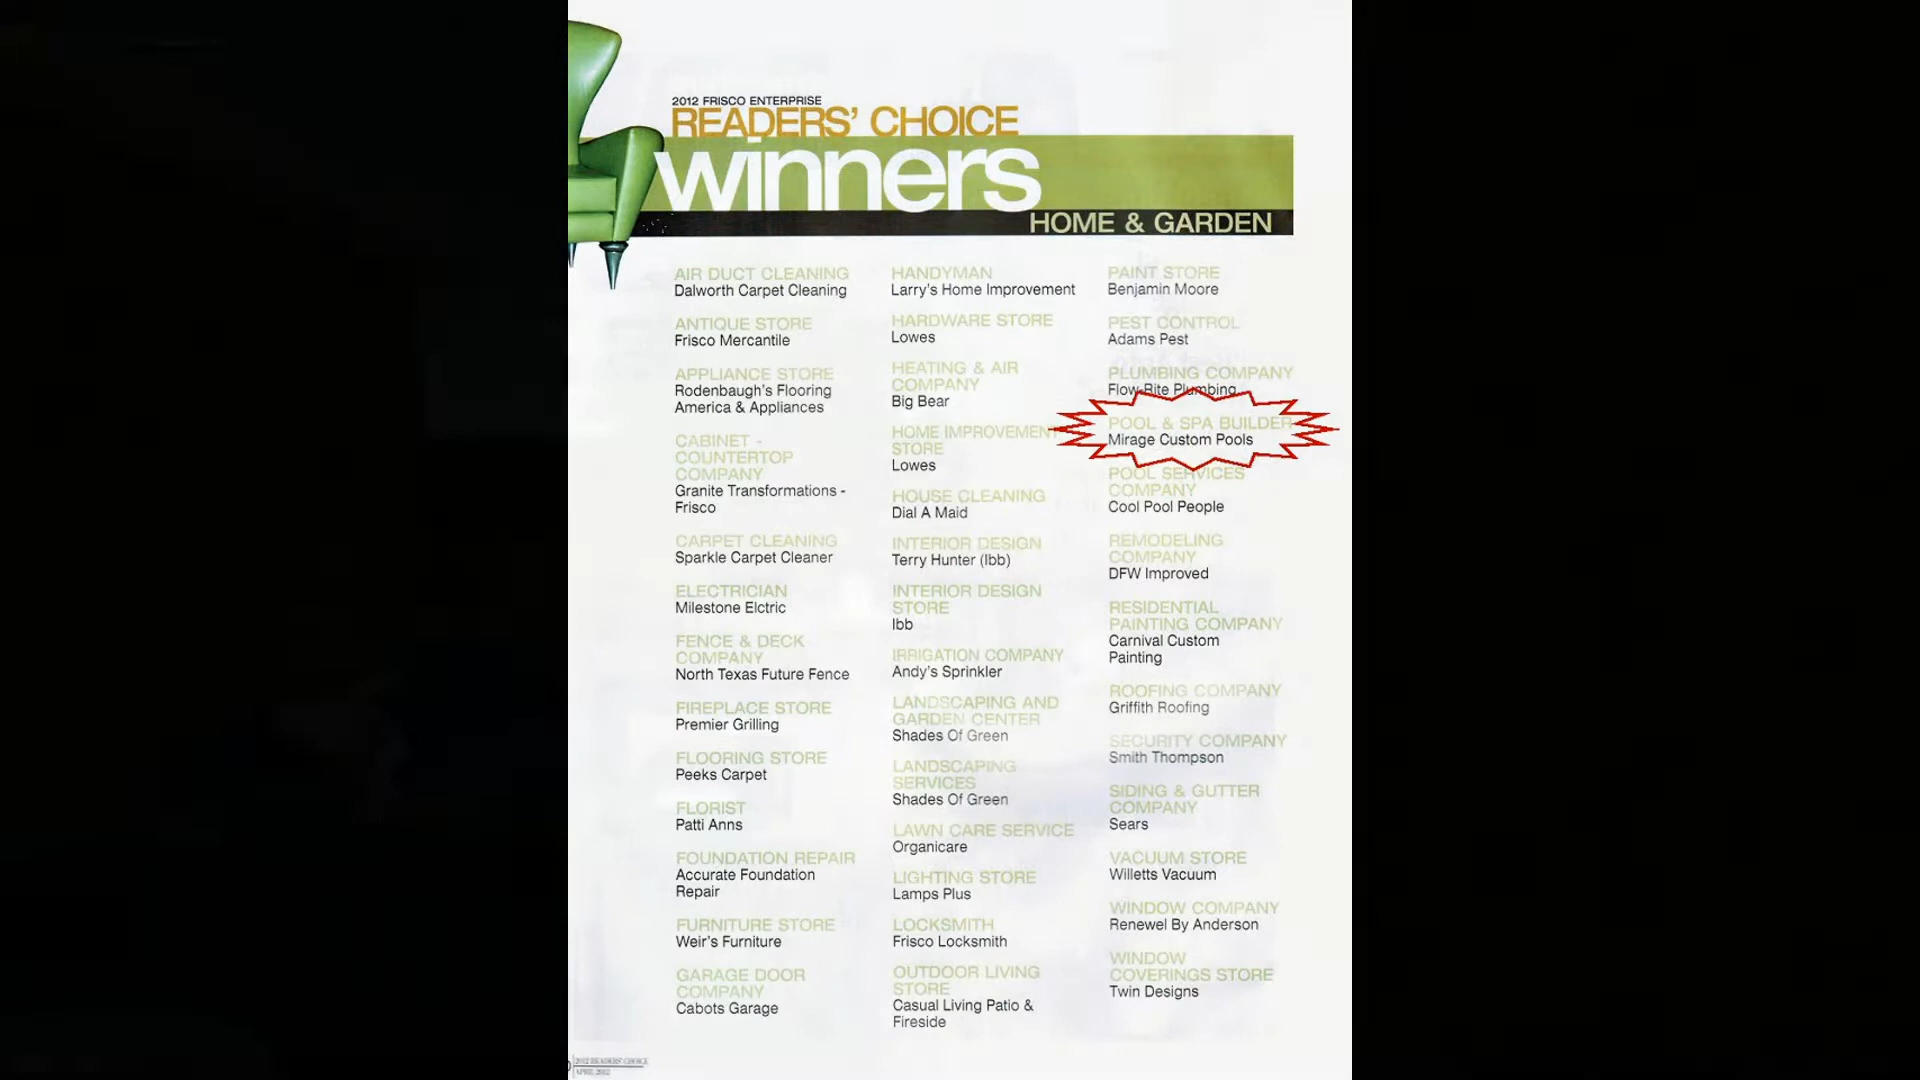 2012 FRISCO ENTERPRISE
READERS' CHOICE
winners
HOME & GARDEN
AIR DUCT CLEANING
Dalworth Carpet Cleaning
ANTIQUE STORE
Frisco Mercantile
APPLIANCE STORE
Rodenbaugh's Flooring
America & Appliances
CABINET -
COUNTERTOP
COMPANY
Granite Transformations -
Frisco
CARPET CLEANING
Sparkle Carpet Cleaner
ELECTRICIAN
Milestone Elctric
FENCE & DECK
COMPANY
North Texas Future Fence
FIREPLACE STORE
Premier Grilling
FLOORING STORE
Peeks Carpet
FLORIST
Patti Anns
FOUNDATION REPAIR
Accurate Foundation
Repair
FURNITURE STORE
Weir's Furniture
GARAGE DOOR
COMPANY
Cabots Garage
HANDYMAN
Larry's Home Improvement
HARDWARE STORE
Lowes
HEATING & AIR
COMPANY
Big Bear
HOME IMPROVEMENT
STORE
Lowes
HOUSE CLEANING
Dial A Maid
INTERIOR DESIGN
Terry Hunter (Ibb)
INTERIOR DESIGN
STORE
Ibb
IRRIGATION COMPANY
Andy's Sprinkler
LANDSCAPING AND
GARDEN CENTER
Shades Of Green
LANDSCAPING
SERVICES
Shades Of Green
LAWN CARE SERVICE
Organicare
LIGHTING STORE
Lamps Plus
LOCKSMITH
Frisco Locksmith
OUTDOOR LIVING
STORE
Casual Living Patio &
Fireside
PAINT STORE
Benjamin Moore
PEST CONTROL
Adams Pest
PLUMBING COMPANY
Flow-Rite Plumbing
POOL & SPA BUILDER
Mirage Custom Pools
POOL SERVICES
COMPANY
Cool Pool People
REMODELING
COMPANY
DFW Improved
RESIDENTIAL
PAINTING COMPANY
Carnival Custom
Painting
ROOFING COMPANY
Griffith Roofing
SECURITY COMPANY
Smith Thompson
SIDING & GUTTER
COMPANY
Sears
VACUUM STORE
Willetts Vacuum
WINDOW COMPANY
Renewel By Anderson
WINDOW
COVERINGS STORE
Twin Designs
2012 READERS' CHOICE
APRIL 2012